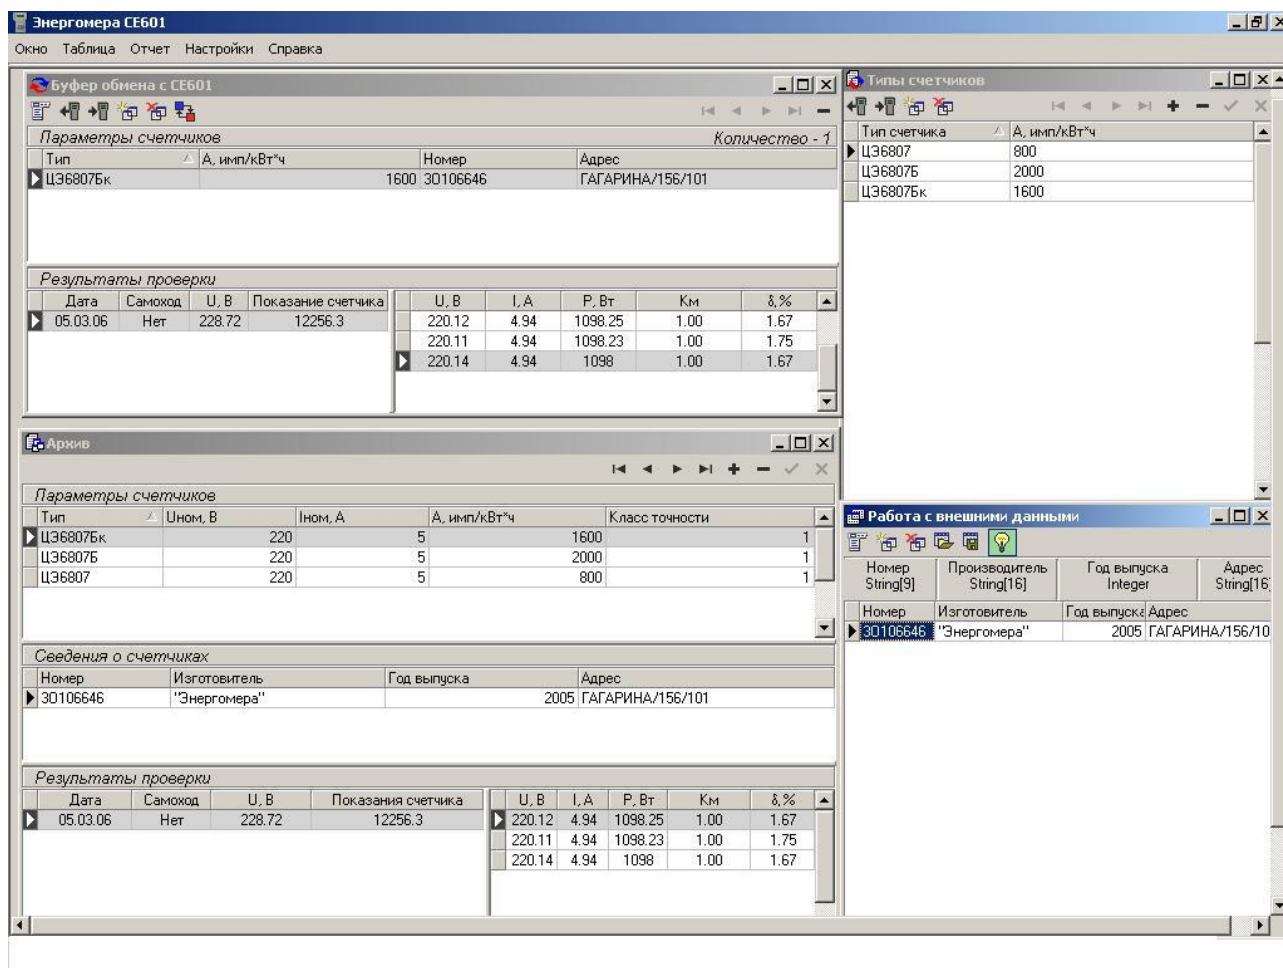 Энергомера CE601
Окно Таблица Отчет Настройки Справка
Буфер обмена с CE601
Параметры счетчиков Количество - 1
Тип А, имп/кВт*ч Номер Адрес
ЦЭ6807Бк 1600 30106646 ГАГАРИНА/156/101
Результаты проверки
Дата Самоход U, В Показание счетчика U, В I, А Р, Вт Км δ,%
05.03.06 Нет 228.72 12256.3 220.12 4.94 1098.25 1.00 1.67
220.11 4.94 1098.23 1.00 1.75
220.14 4.94 1098 1.00 1.67
Типы счетчиков
Тип счетчика А, имп/кВт*ч
ЦЭ6807 800
ЦЭ6807Б 2000
ЦЭ6807Бк 1600
Архив
Параметры счетчиков
Тип Uном, В Iном, А А, имп/кВт*ч Класс точности
ЦЭ6807Бк 220 5 1600 1
ЦЭ6807Б 220 5 2000 1
ЦЭ6807 220 5 800 1
Сведения о счетчиках
Номер Изготовитель Год выпуска Адрес
30106646 "Энергомера" 2005 ГАГАРИНА/156/101
Результаты проверки
Дата Самоход U, В Показания счетчика U, В I, А Р, Вт Км δ,%
05.03.06 Нет 228.72 12256.3 220.12 4.94 1098.25 1.00 1.67
220.11 4.94 1098.23 1.00 1.75
220.14 4.94 1098 1.00 1.67
Работа с внешними данными
Номер Производитель Год выпуска Адрес
String[9] String[16] Integer String[16]
Номер Изготовитель Год выпуска Адрес
30106646 "Энергомера" 2005 ГАГАРИНА/156/10